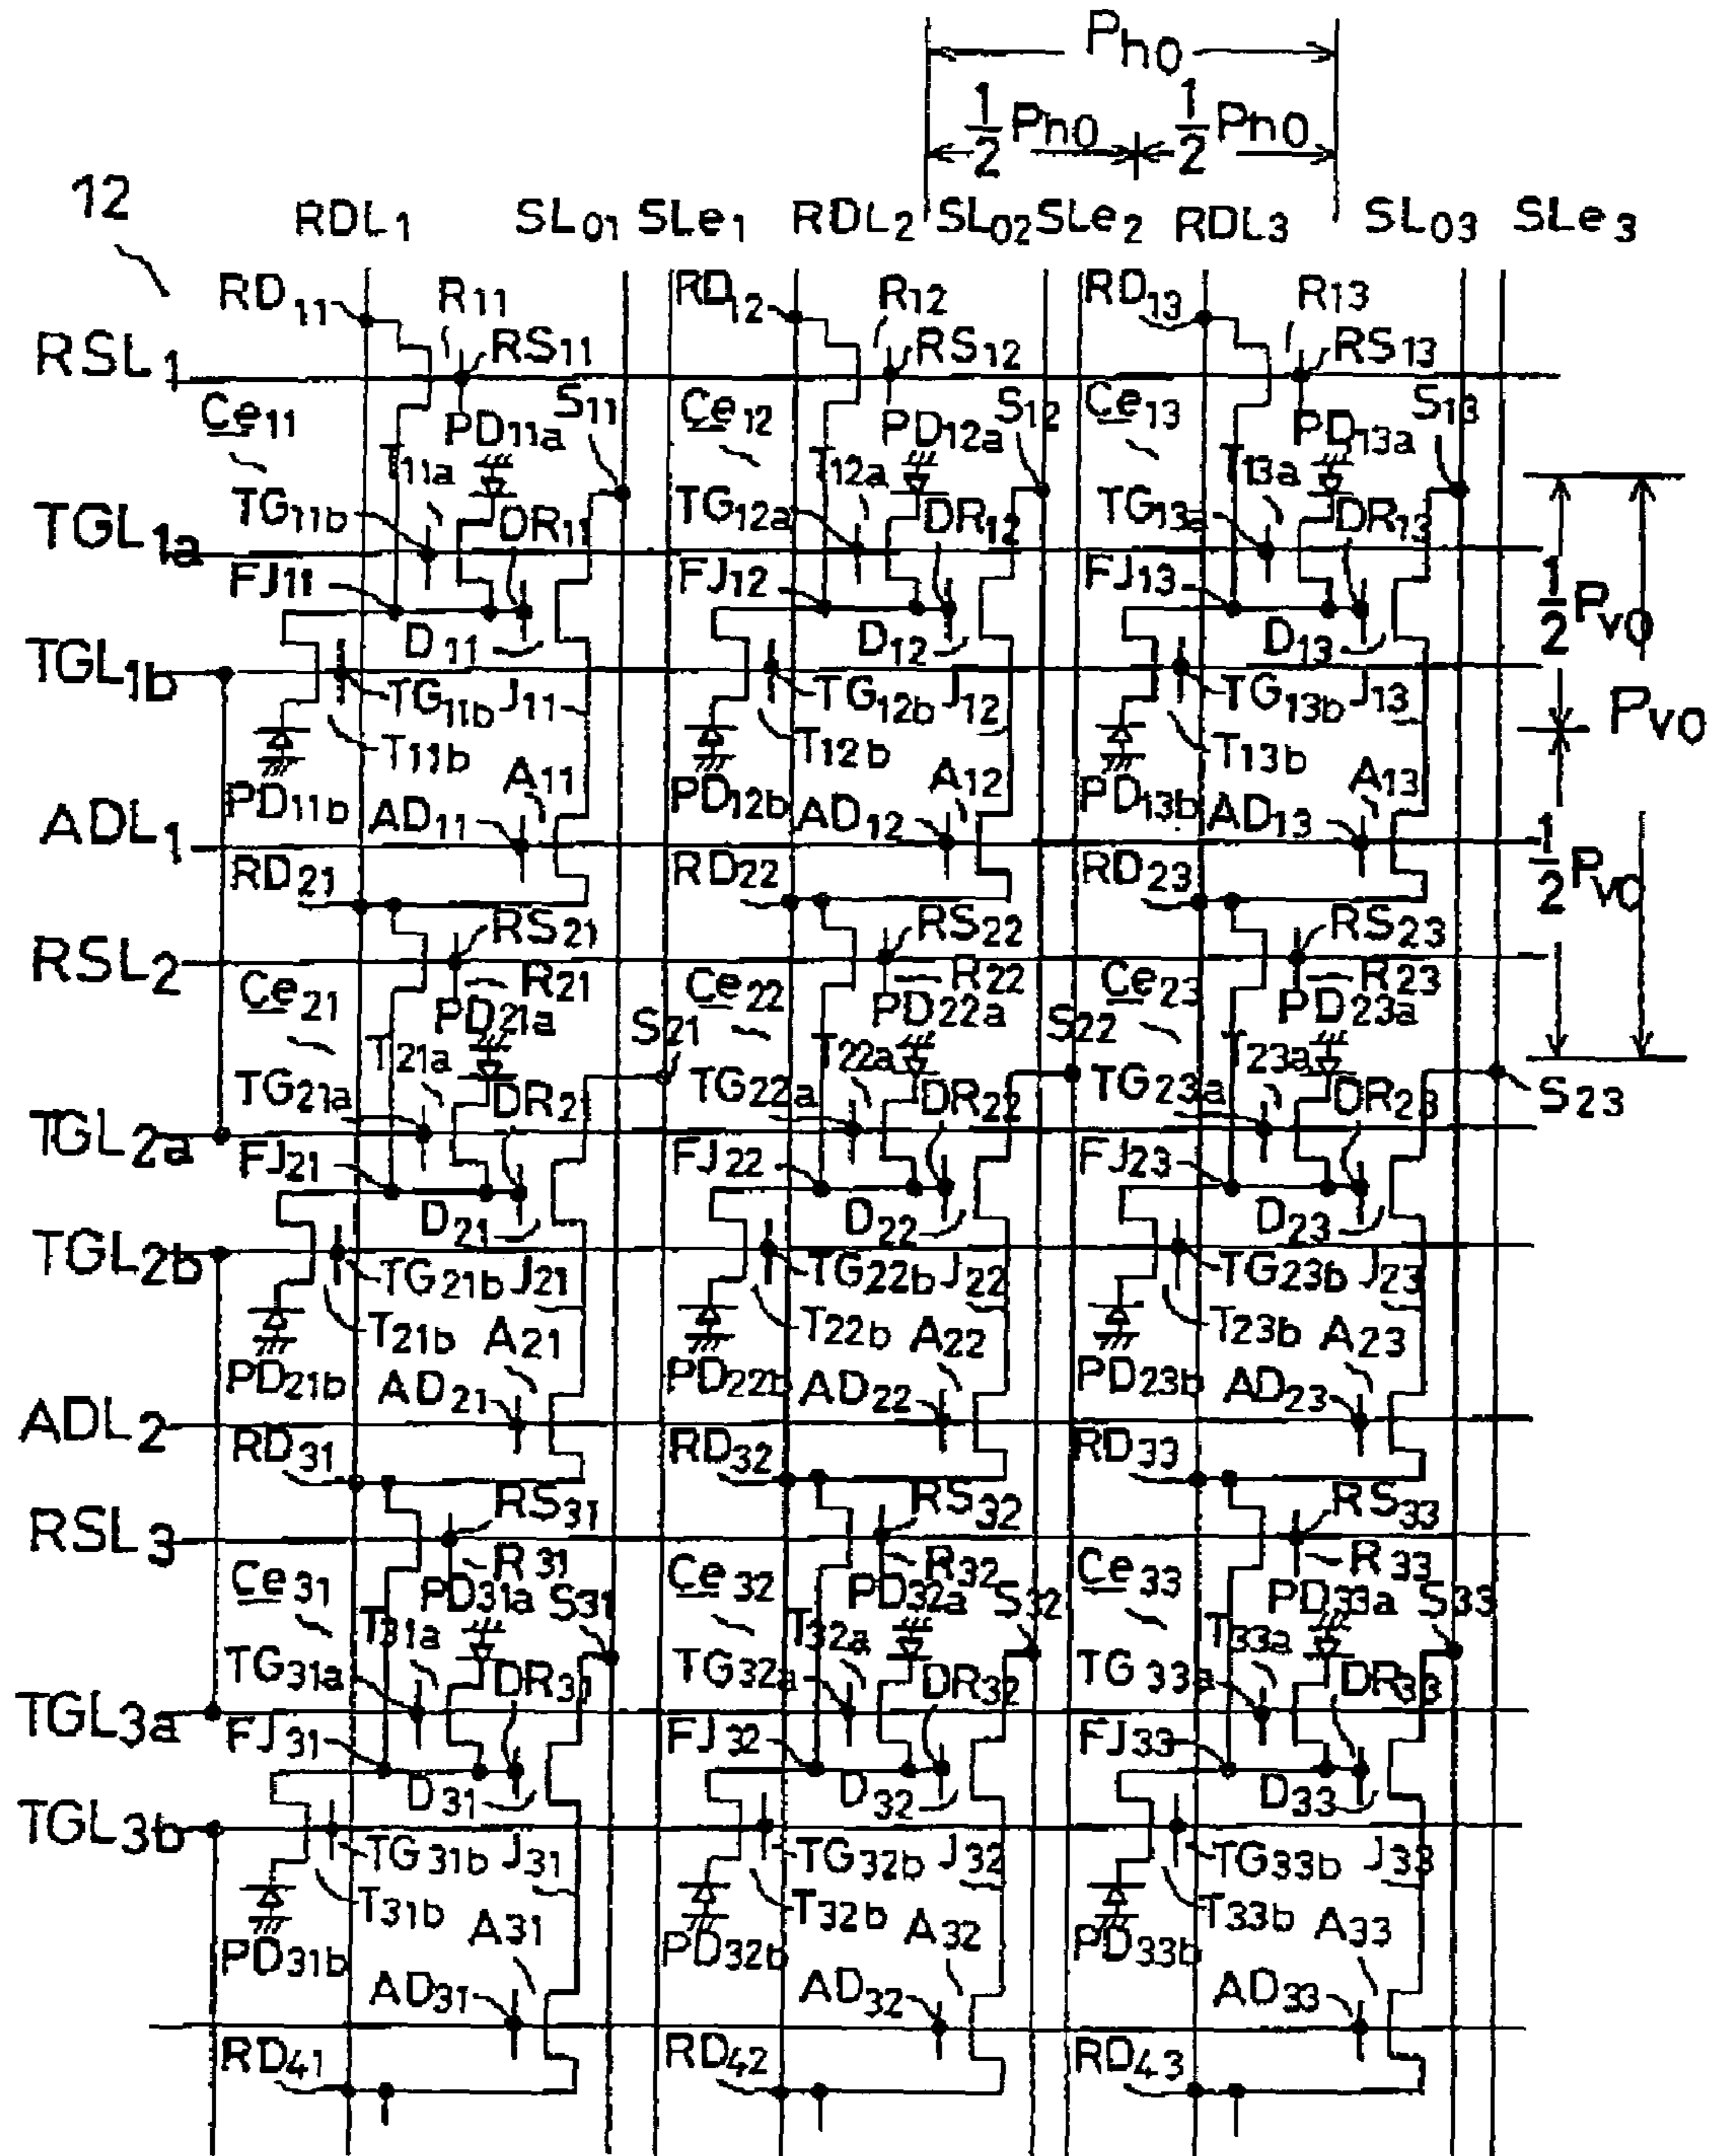 Ph0
1/2 Ph0 1/2 Ph0
12
RDL1 SLo1 SLe1 RDL2 SLo2 SLe2 RDL3 SLo3 SLe3
RD11 R11 RD12 R12 RD13 R13
RSL1 RS11 RS12 RS13
Ce11 S11 Ce12 S12 Ce13 S13
PD11a PD12a PD13a
T11a T12a T13a
TGL1a TG11b DR11 TG12a DR12 TG13a DR13
FJ11 FJ12 FJ13
1/2 Pv0
D11 D12 D13
TGL1b TG11b J11 TG12b J12 TG13b J13
Pv0
T11b T12b T13b
PD11b A11 PD12b A12 PD13b A13
ADL1 AD11 AD12 AD13
1/2 Pv0
RD21 RD22 RD23
RSL2 RS21 RS22 RS23
Ce21 R21 Ce22 R22 Ce23 R23
PD21a S21 PD22a S22 PD23a
T21a T22a T23a
TG21a DR21 TG22a DR22 TG23a DR23 S23
TGL2a
FJ21 FJ22 FJ23
D21 D22 D23
TGL2b TG21b J21 TG22b J22 TG23b J23
T21b A21 T22b A22 T23b A23
PD21b AD21 PD22b AD22 PD23b AD23
ADL2
RD31 RD32 RD33
RSL3 RS31 RS32 RS33
Ce31 R31 Ce32 R32 Ce33 R33
PD31a S31 PD32a S32 PD33a S33
T31a T32a T33a
TG31a DR31 TG32a DR32 TG33a DR33
TGL3a FJ31 FJ32 FJ33
D31 D32 D33
TGL3b TG31b J31 TG32b J32 TG33b J33
T31b A31 T32b A32 T33b A33
PD31b PD32b PD33b
AD31 AD32 AD33
RD41 RD42 RD43